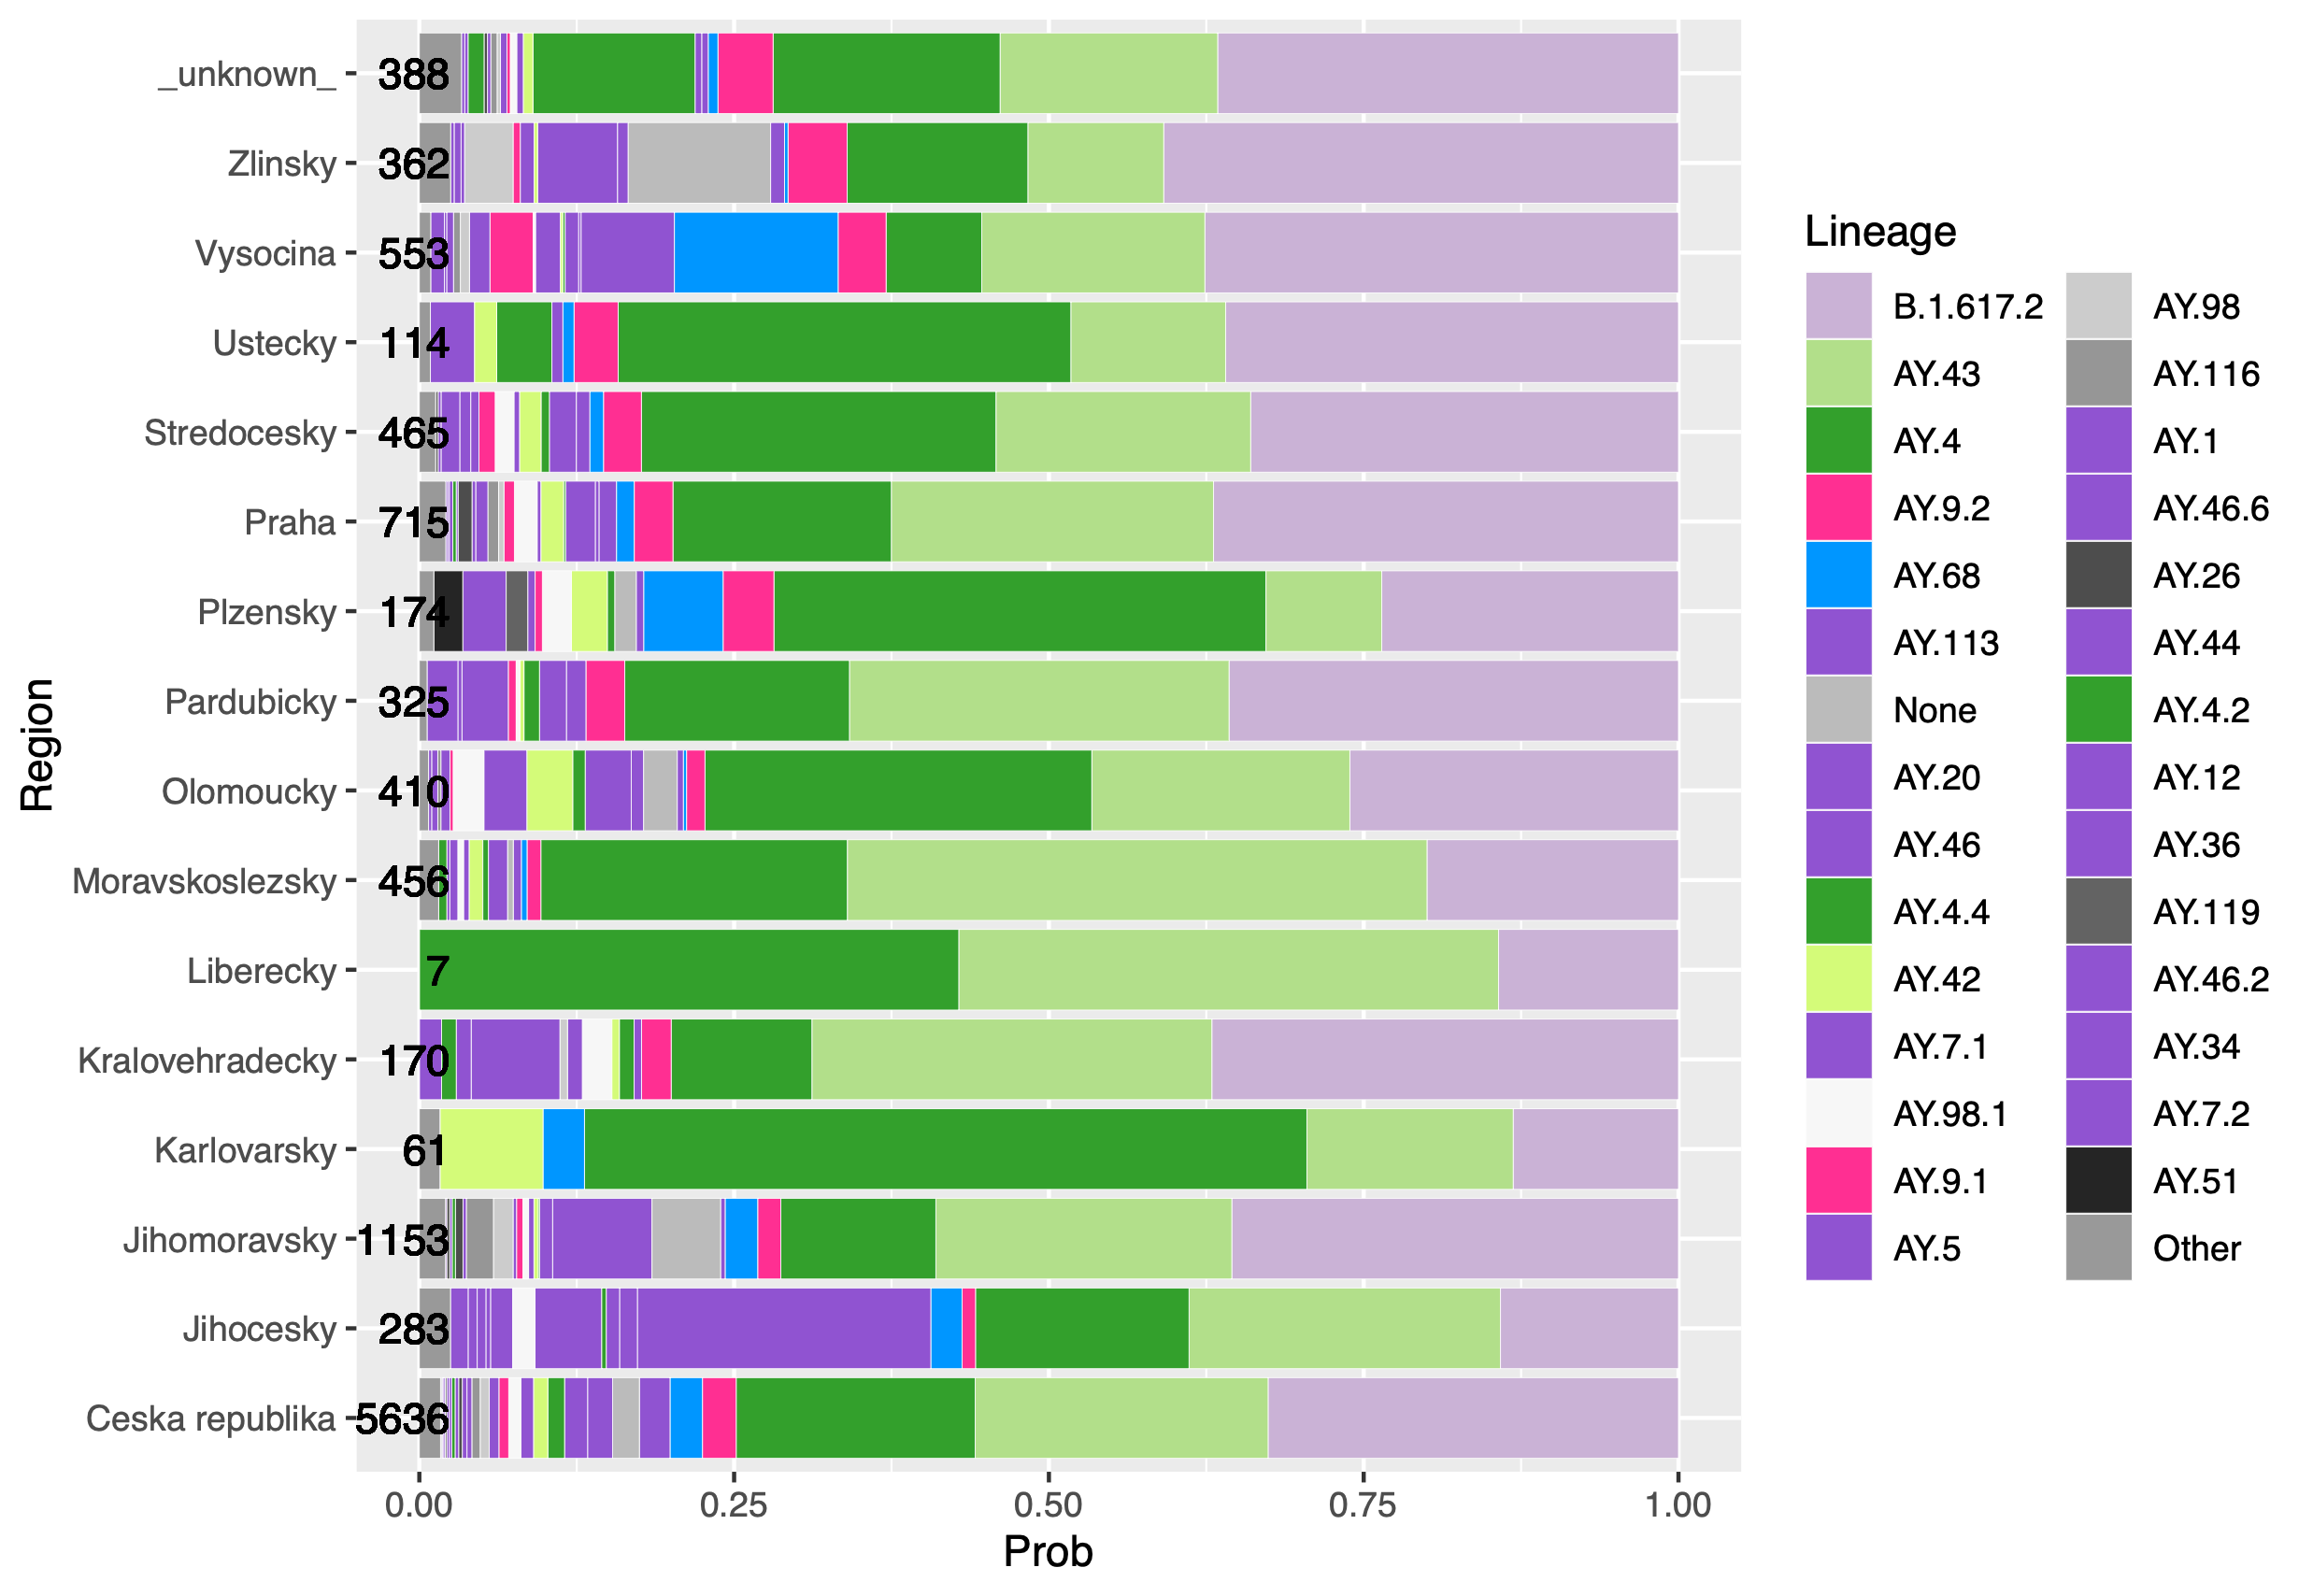 _unknown_ 388
Zlinsky 362
Vysocina 553
Ustecky 114
Stredocesky 465
Praha 715
Plzensky 174
Pardubicky 325
Olomoucky 410
Moravskoslezsky 456
Liberecky 7
Kralovehradecky 170
Karlovarsky 61
Jihomoravsky 1153
Jihocesky 283
Ceska republika 5636
Region
0.00 0.25 0.50 0.75 1.00
Prob
Lineage
B.1.617.2
AY.43
AY.4
AY.9.2
AY.68
AY.113
None
AY.20
AY.46
AY.4.4
AY.42
AY.7.1
AY.98.1
AY.9.1
AY.5
AY.98
AY.116
AY.1
AY.46.6
AY.26
AY.44
AY.4.2
AY.12
AY.36
AY.119
AY.46.2
AY.34
AY.7.2
AY.51
Other